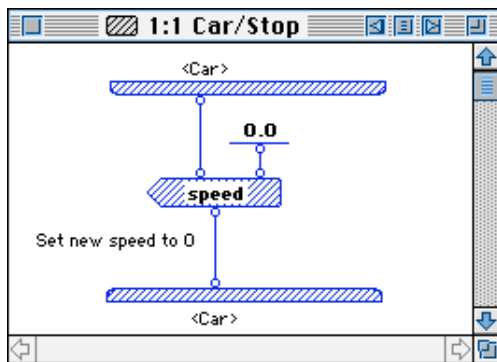 1:1 Car/Stop
<Car>
0.0
speed
Set new speed to 0
<Car>